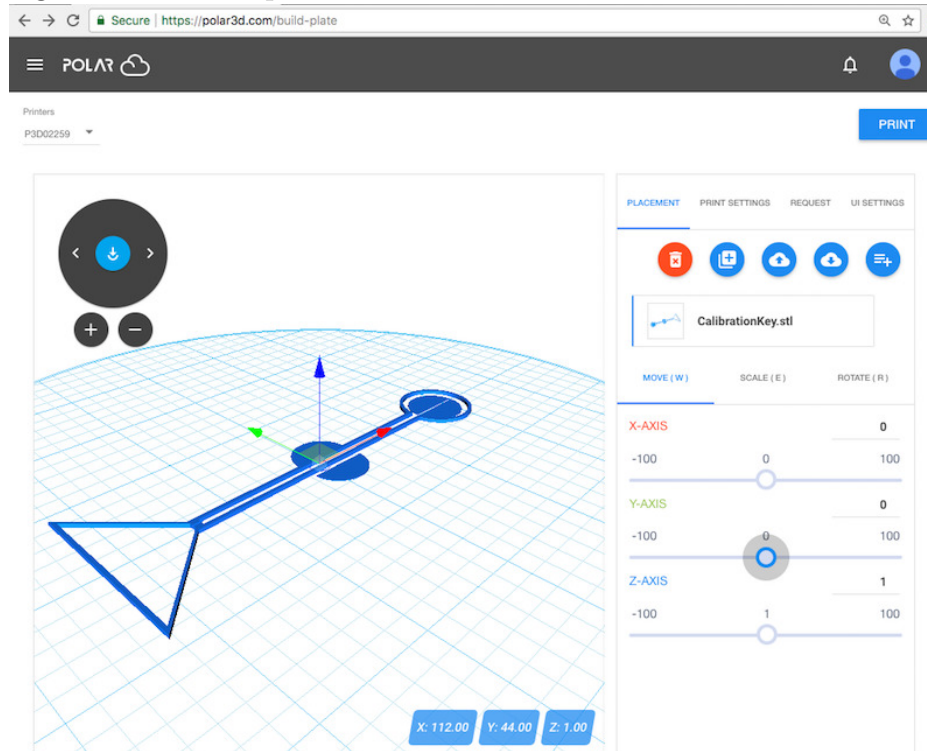 Secure | https://polar3d.com/build-plate
POLAR
Printers
P3D02259
PRINT
PLACEMENT PRINT SETTINGS REQUEST UI SETTINGS
CalibrationKey.stl
MOVE ( W ) SCALE ( E ) ROTATE ( R )
X-AXIS 0
-100 0 100
Y-AXIS 0
-100 0 100
Z-AXIS 1
-100 1 100
X: 112.00 Y: 44.00 Z: 1.00